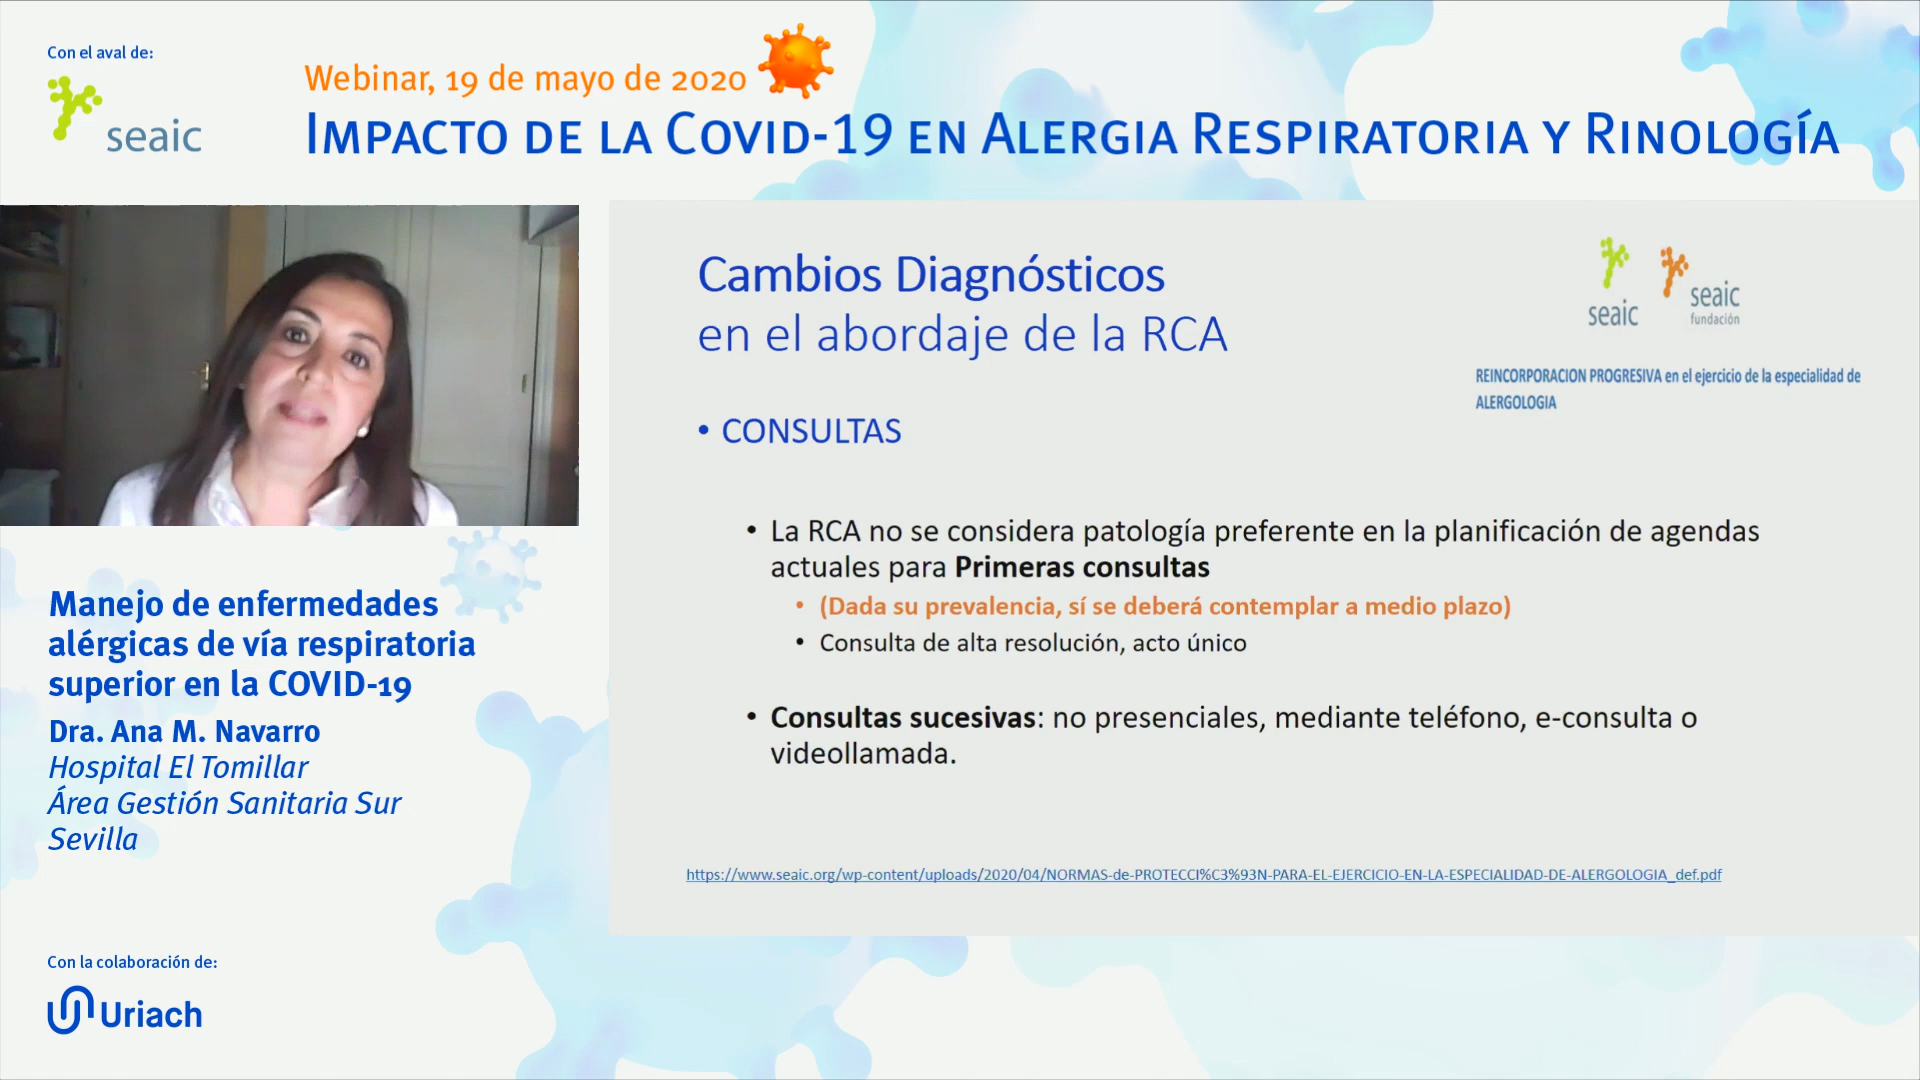 Con el aval de:
seaic
Webinar, 19 de mayo de 2020
Impacto de la Covid-19 en Alergia Respiratoria y Rinología
Cambios Diagnósticos
en el abordaje de la RCA
seaic
seaic
fundación
REINCORPORACION PROGRESIVA en el ejercicio de la especialidad de
ALERGOLOGIA
• CONSULTAS
• La RCA no se considera patología preferente en la planificación de agendas
actuales para Primeras consultas
• (Dada su prevalencia, sí se deberá contemplar a medio plazo)
• Consulta de alta resolución, acto único
• Consultas sucesivas: no presenciales, mediante teléfono, e-consulta o
videollamada.
https://www.seaic.org/wp-content/uploads/2020/04/NORMAS-de-PROTECCI%C3%93N-PARA-EL-EJERCICIO-EN-LA-ESPECIALIDAD-DE-ALERGOLOGIA_def.pdf
Manejo de enfermedades
alérgicas de vía respiratoria
superior en la COVID-19
Dra. Ana M. Navarro
Hospital El Tomillar
Área Gestión Sanitaria Sur
Sevilla
Con la colaboración de:
Uriach